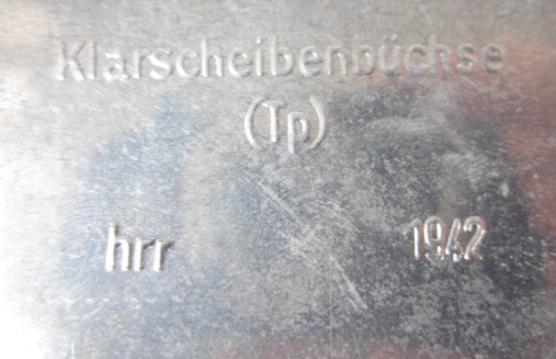 Klarscheibenbüchse
(Tp)
hrr 1942